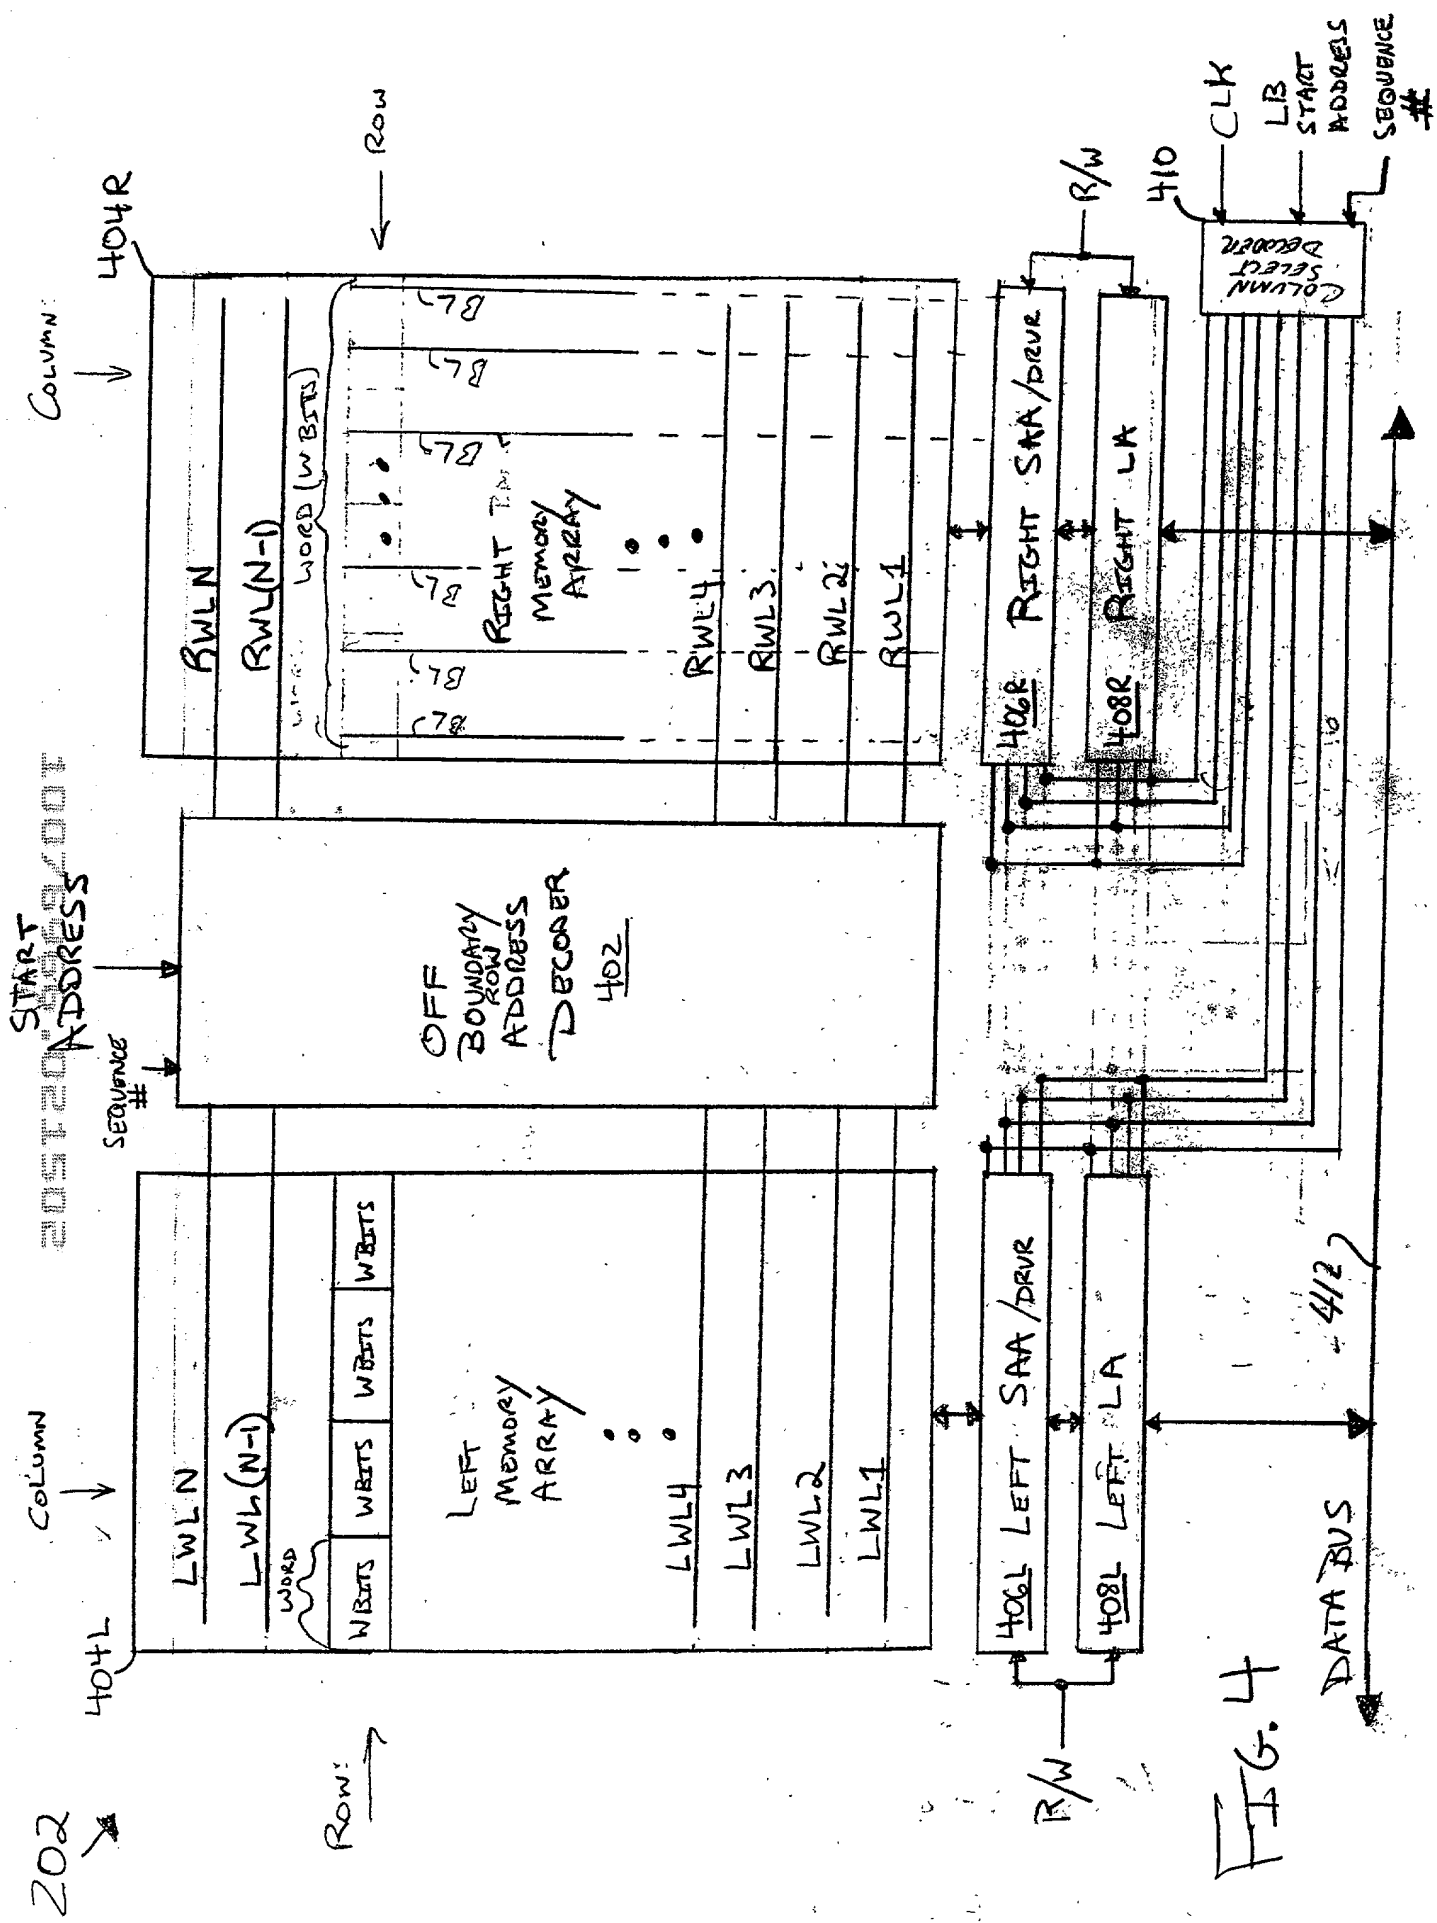 202
COLUMN
404L
ROW:
LWLN
LWL(N-1)
WORD
WBITS
WBITS
WBITS
WBITS
LEFT
MEMORY
ARRAY
LWL4
LWL3
LWL2
LWL1
START
ADDRESS
SEQUENCE
#
OFF
BOUNDARY
ROW
ADDRESS
DECODER
402
COLUMN:
404R
ROW
RWLN
RWL(N-1)
WORD (WBITS)
BL
BL
BL
BL
BL
BL
RIGHT
MEMORY
ARRAY
RWL4
RWL3
RWL2
RWL1
406L LEFT SAA/DRVR
408L LEFT LA
R/W
406R RIGHT SAA/DRVR
408R RIGHT LA
R/W
410
COLUMN
SELECT
DECODER
CLK
LB
START
ADDRESS
SEQUENCE
#
412
DATA BUS
FIG. 4